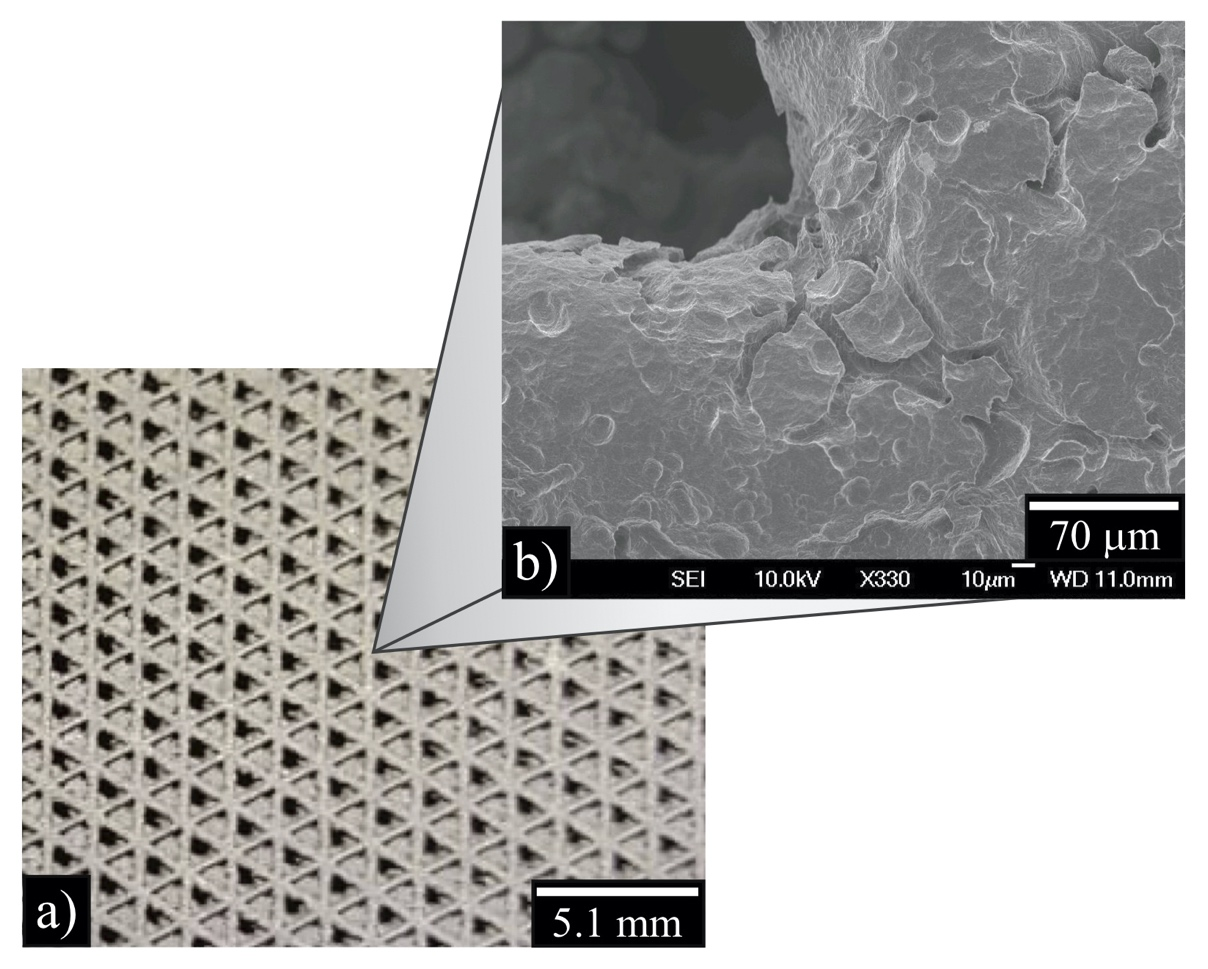 70 μm
b)
SEI 10.0kV X330 10μm WD 11.0mm
a)
5.1 mm